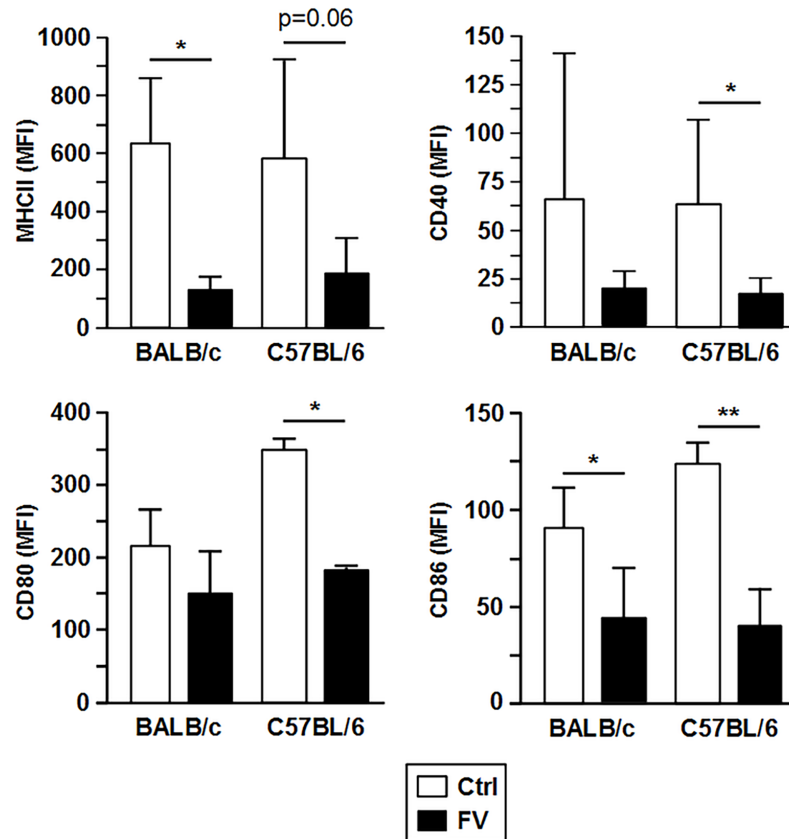 p=0.06
1000
800
600
400
200
0
MHCII (MFI)
*
BALB/c
C57BL/6
150
125
100
75
50
25
0
CD40 (MFI)
*
BALB/c
C57BL/6
400
300
200
100
0
CD80 (MFI)
*
BALB/c
C57BL/6
150
100
50
0
CD86 (MFI)
*
**
BALB/c
C57BL/6
Ctrl
FV